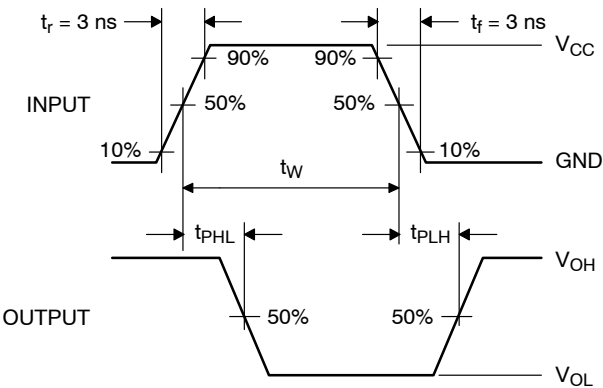 tr = 3 ns
tf = 3 ns
VCC
90%
90%
INPUT
50%
50%
10%
10%
GND
tW
tPHL
tPLH
VOH
OUTPUT
50%
50%
VOL